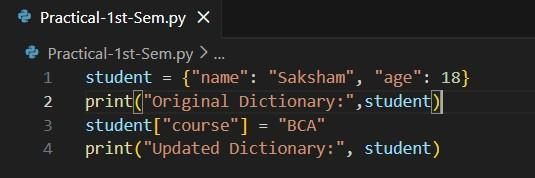 Practical-1st-Sem.py ×
Practical-1st-Sem.py > ...
1 student = {"name": "Saksham", "age": 18}
2 print("Original Dictionary:",student)
3 student["course"] = "BCA"
4 print("Updated Dictionary:", student)